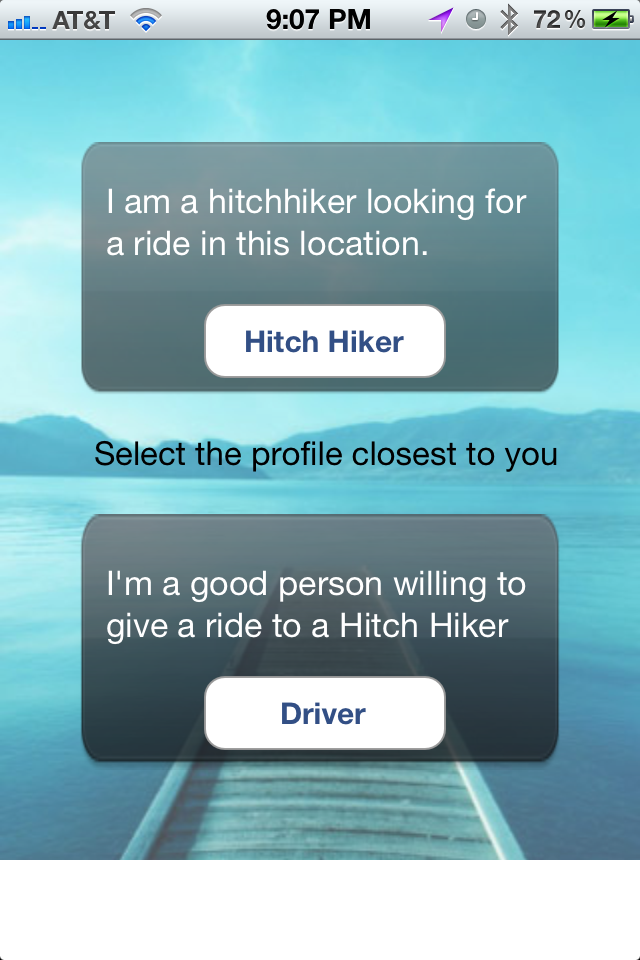 AT&T 9:07 PM 72%
I am a hitchhiker looking for
a ride in this location.
Hitch Hiker
Select the profile closest to you
I'm a good person willing to
give a ride to a Hitch Hiker
Driver